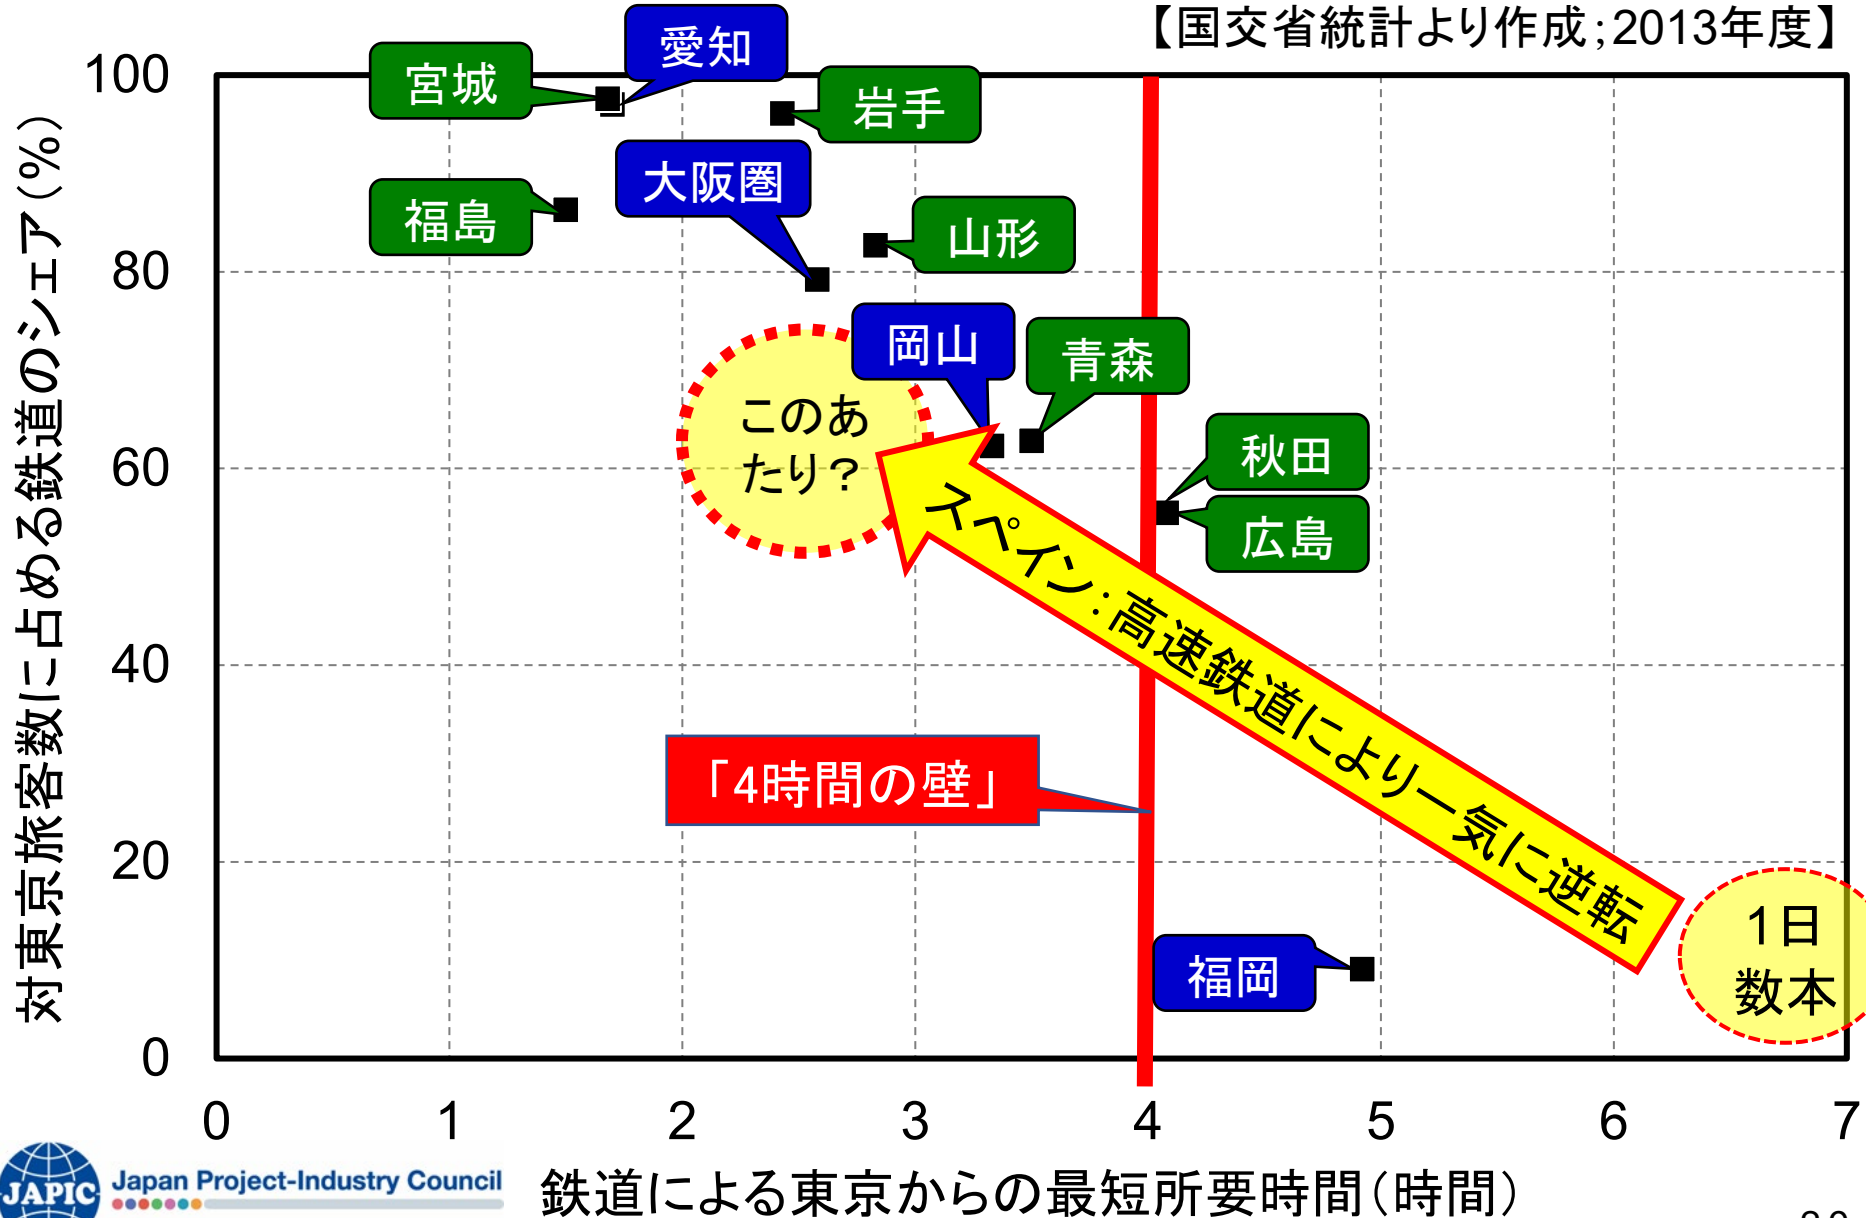 【国交省統計より作成;2013年度】
対東京旅客数に占める鉄道のシェア(%)
100
80
60
40
20
0
宮城
愛知
岩手
福島
大阪圏
山形
岡山
青森
このあ
たり?
秋田
広島
スペイン:高速鉄道により一気に逆転
「4時間の壁」
福岡
1日
数本
0 1 2 3 4 5 6 7
鉄道による東京からの最短所要時間(時間)
JAPIC
Japan Project-Industry Council